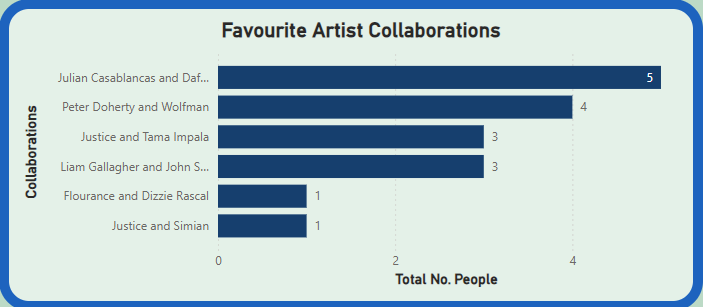 Favourite Artist Collaborations
Collaborations
Julian Casablancas and Daf... 5
Peter Doherty and Wolfman 4
Justice and Tama Impala 3
Liam Gallagher and John S... 3
Flourance and Dizzie Rascal 1
Justice and Simian 1
0 2 4
Total No. People